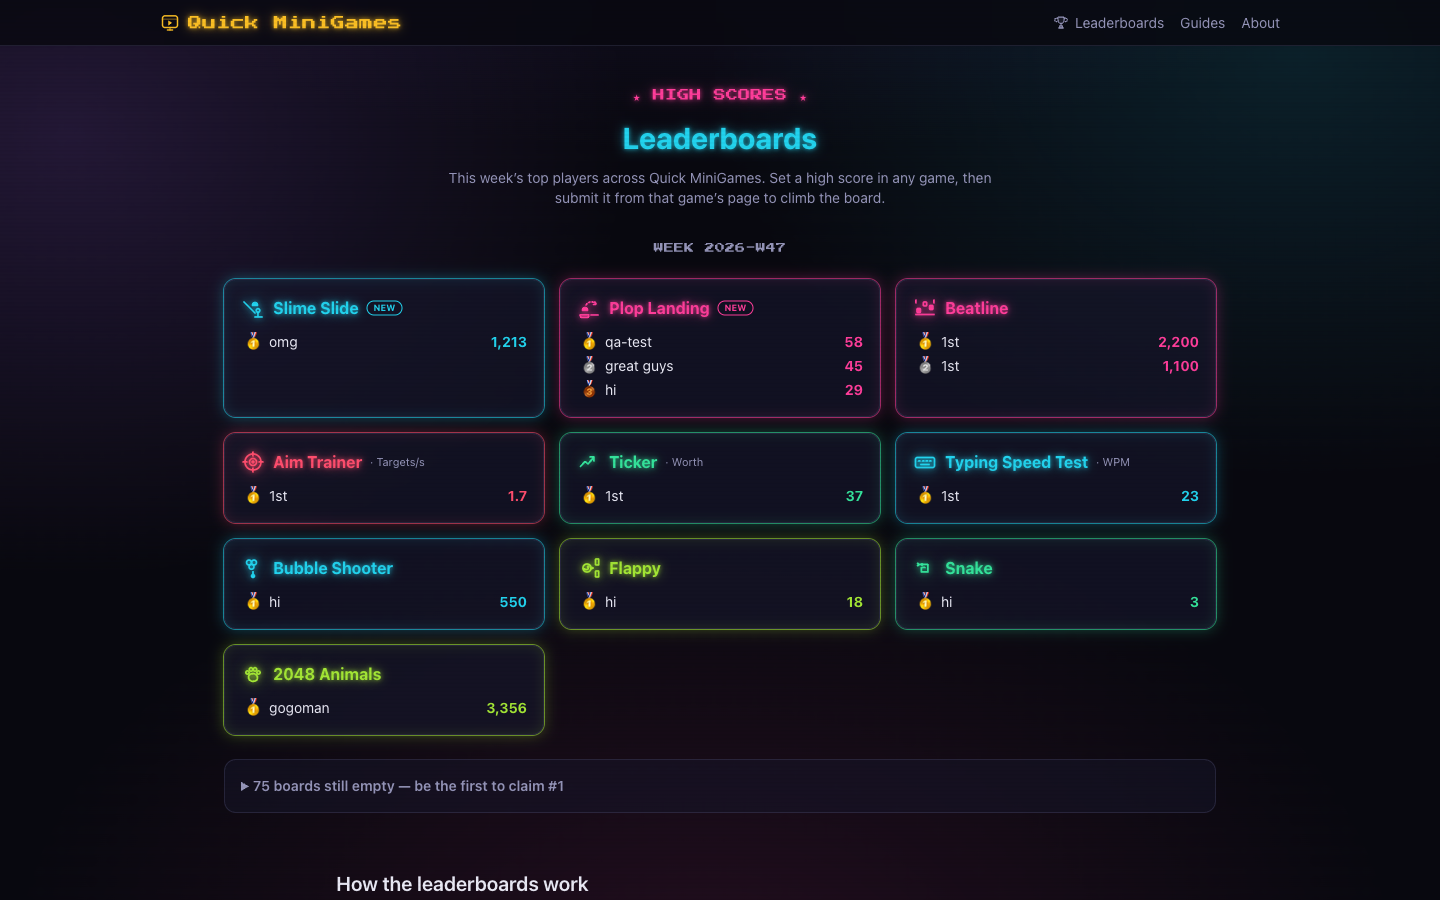 Quick MiniGames
Leaderboards Guides About
★ HIGH SCORES ★
Leaderboards
This week's top players across Quick MiniGames. Set a high score in any game, then
submit it from that game's page to climb the board.
WEEK 2026-W47
Slime Slide NEW
omg 1,213
Plop Landing NEW
qa-test 58
great guys 45
hi 29
Beatline
1st 2,200
1st 1,100
Aim Trainer · Targets/s
1st 1.7
Ticker · Worth
1st 37
Typing Speed Test · WPM
1st 23
Bubble Shooter
hi 550
Flappy
hi 18
Snake
hi 3
2048 Animals
gogoman 3,356
▶ 75 boards still empty — be the first to claim #1
How the leaderboards work